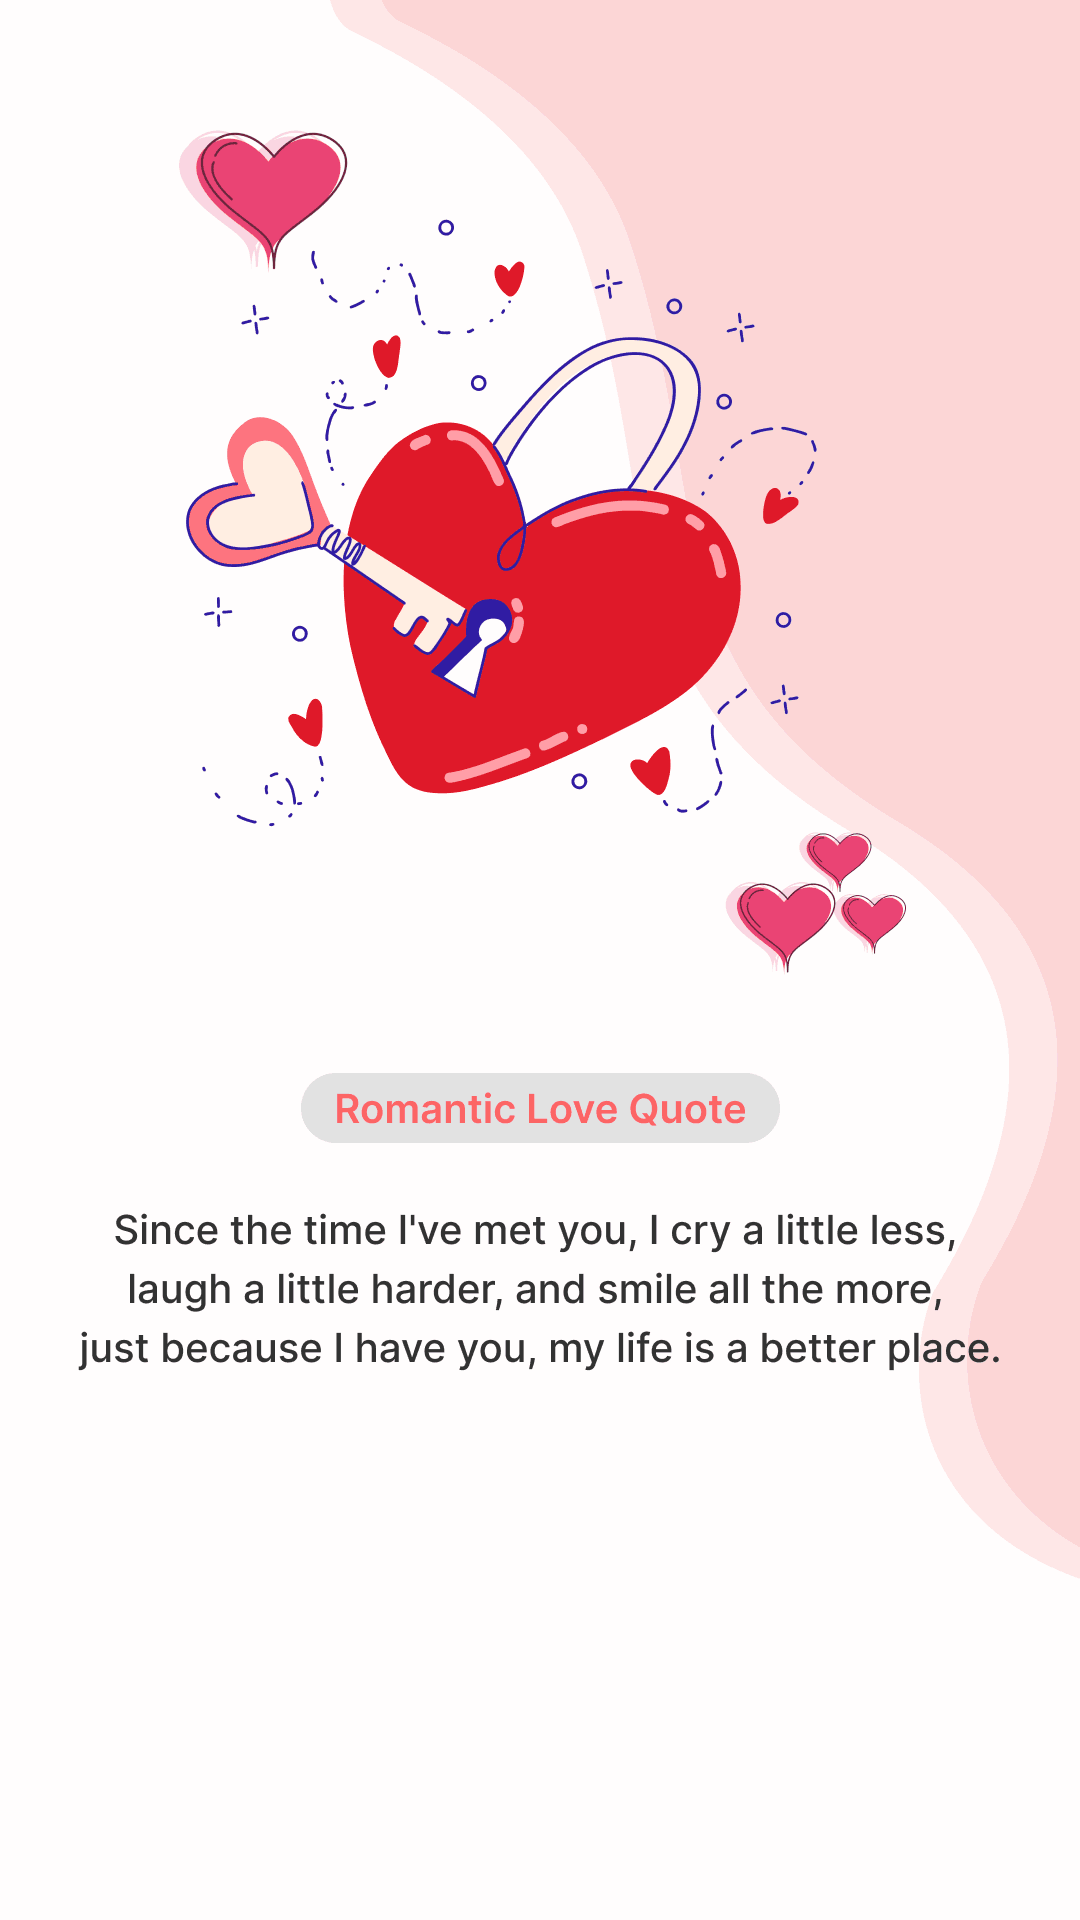 Romantic Love Quote
Since the time I've met you, I cry a little less,
laugh a little harder, and smile all the more,
just because I have you, my life is a better place.